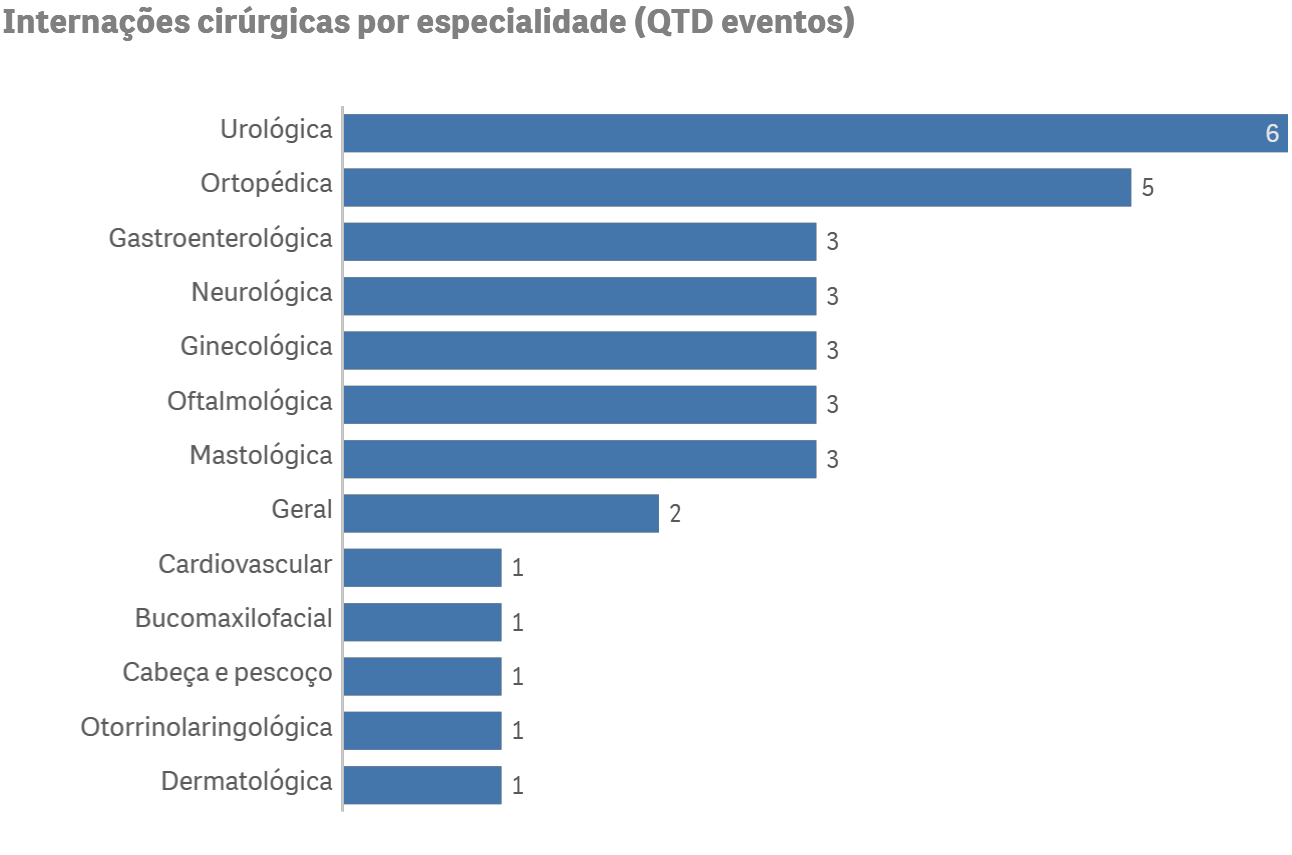 Internações cirúrgicas por especialidade (QTD eventos)
Urológica 6
Ortopédica 5
Gastroenterológica 3
Neurológica 3
Ginecológica 3
Oftalmológica 3
Mastológica 3
Geral 2
Cardiovascular 1
Bucomaxilofacial 1
Cabeça e pescoço 1
Otorrinolaringológica 1
Dermatológica 1